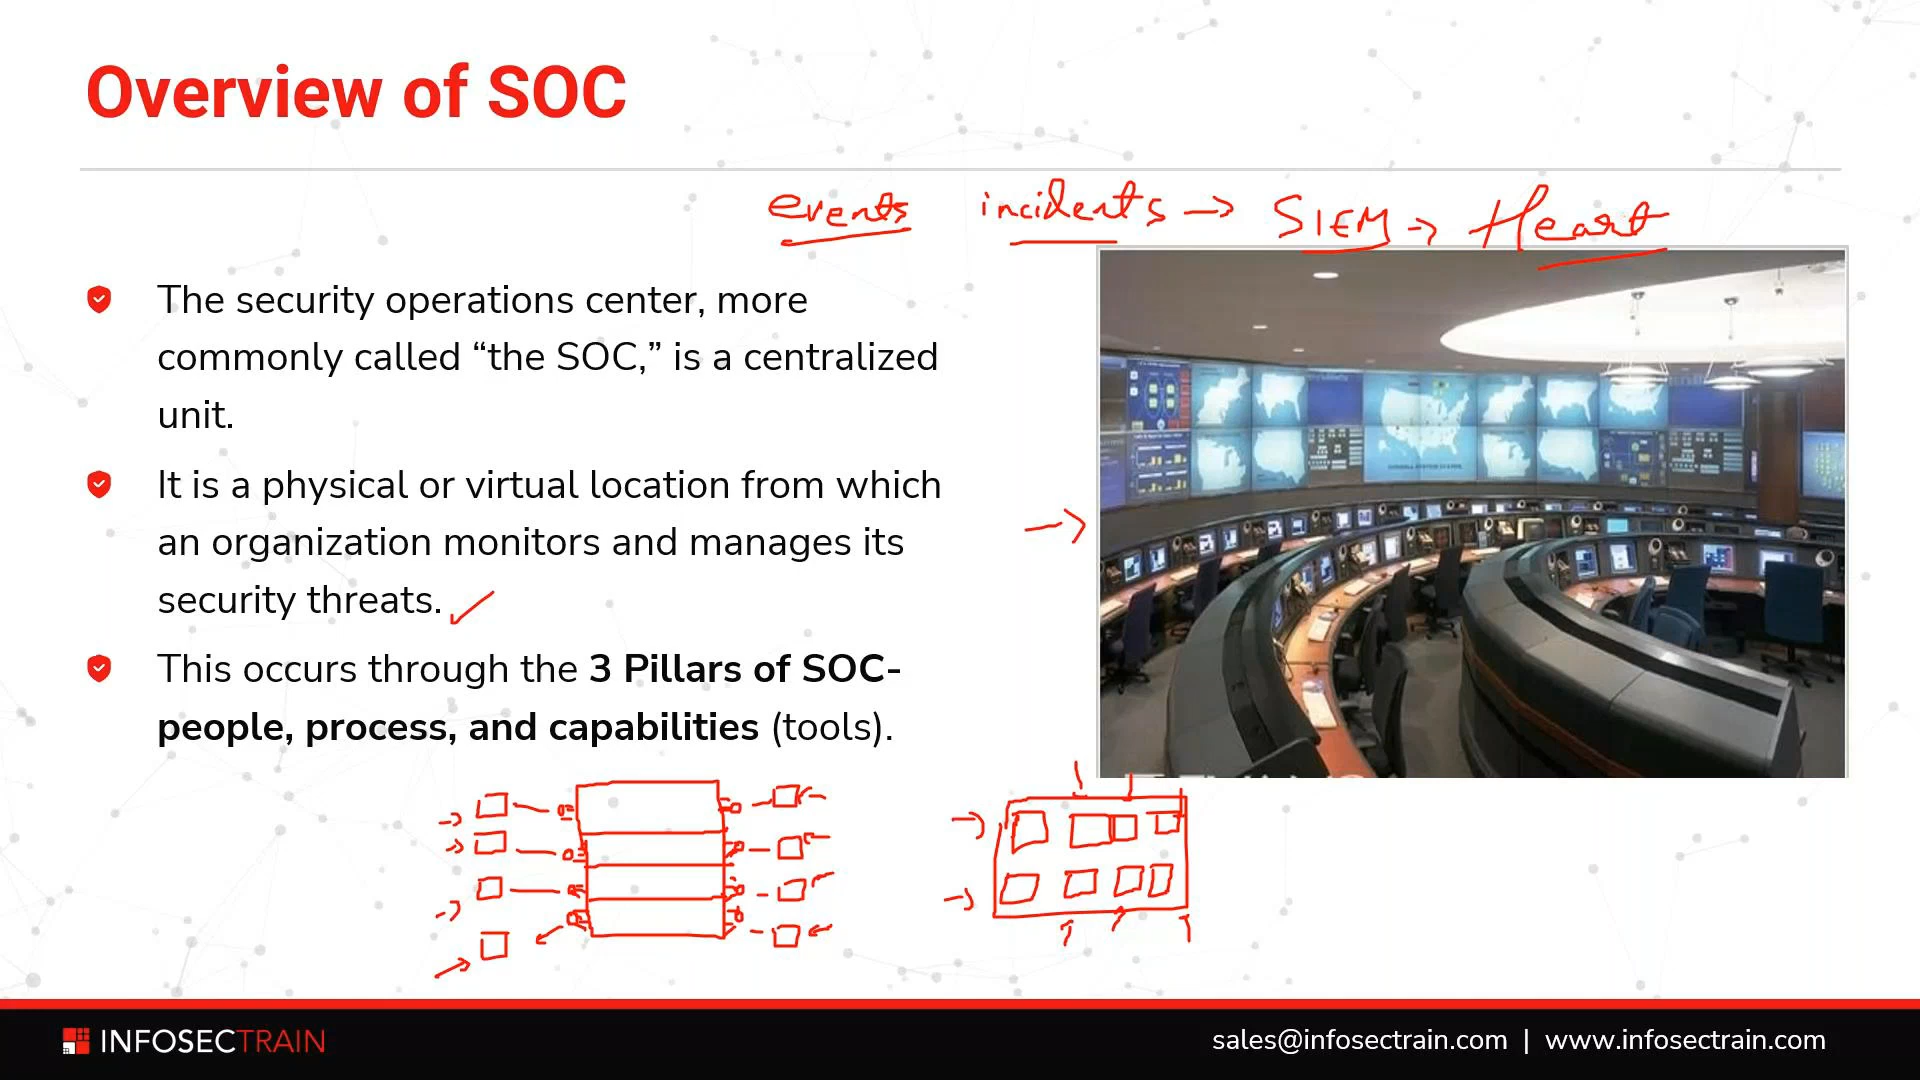 Overview of SOC
events incidents → SIEM → Heart
The security operations center, more
commonly called “the SOC,” is a centralized
unit.
It is a physical or virtual location from which
an organization monitors and manages its
security threats.
This occurs through the 3 Pillars of SOC-
people, process, and capabilities (tools).
INFOSECTRAIN
sales@infosectrain.com | www.infosectrain.com